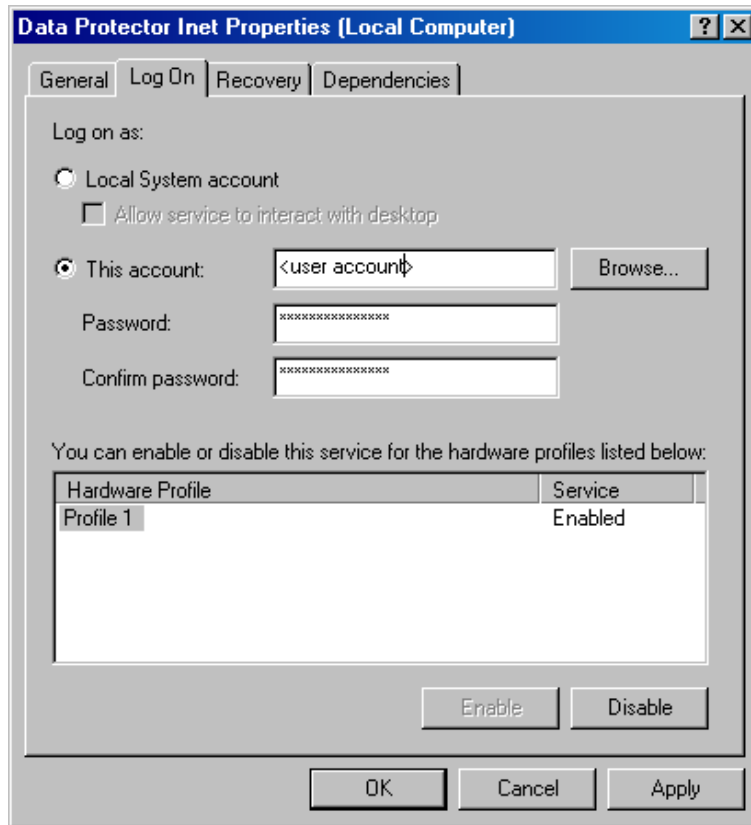 Data Protector Inet Properties (Local Computer)
General Log On Recovery Dependencies
Log on as:
Local System account
Allow service to interact with desktop
This account: <user account> Browse...
Password: ***************
Confirm password: ***************
You can enable or disable this service for the hardware profiles listed below:
Hardware Profile Service
Profile 1 Enabled
Enable Disable
OK Cancel Apply